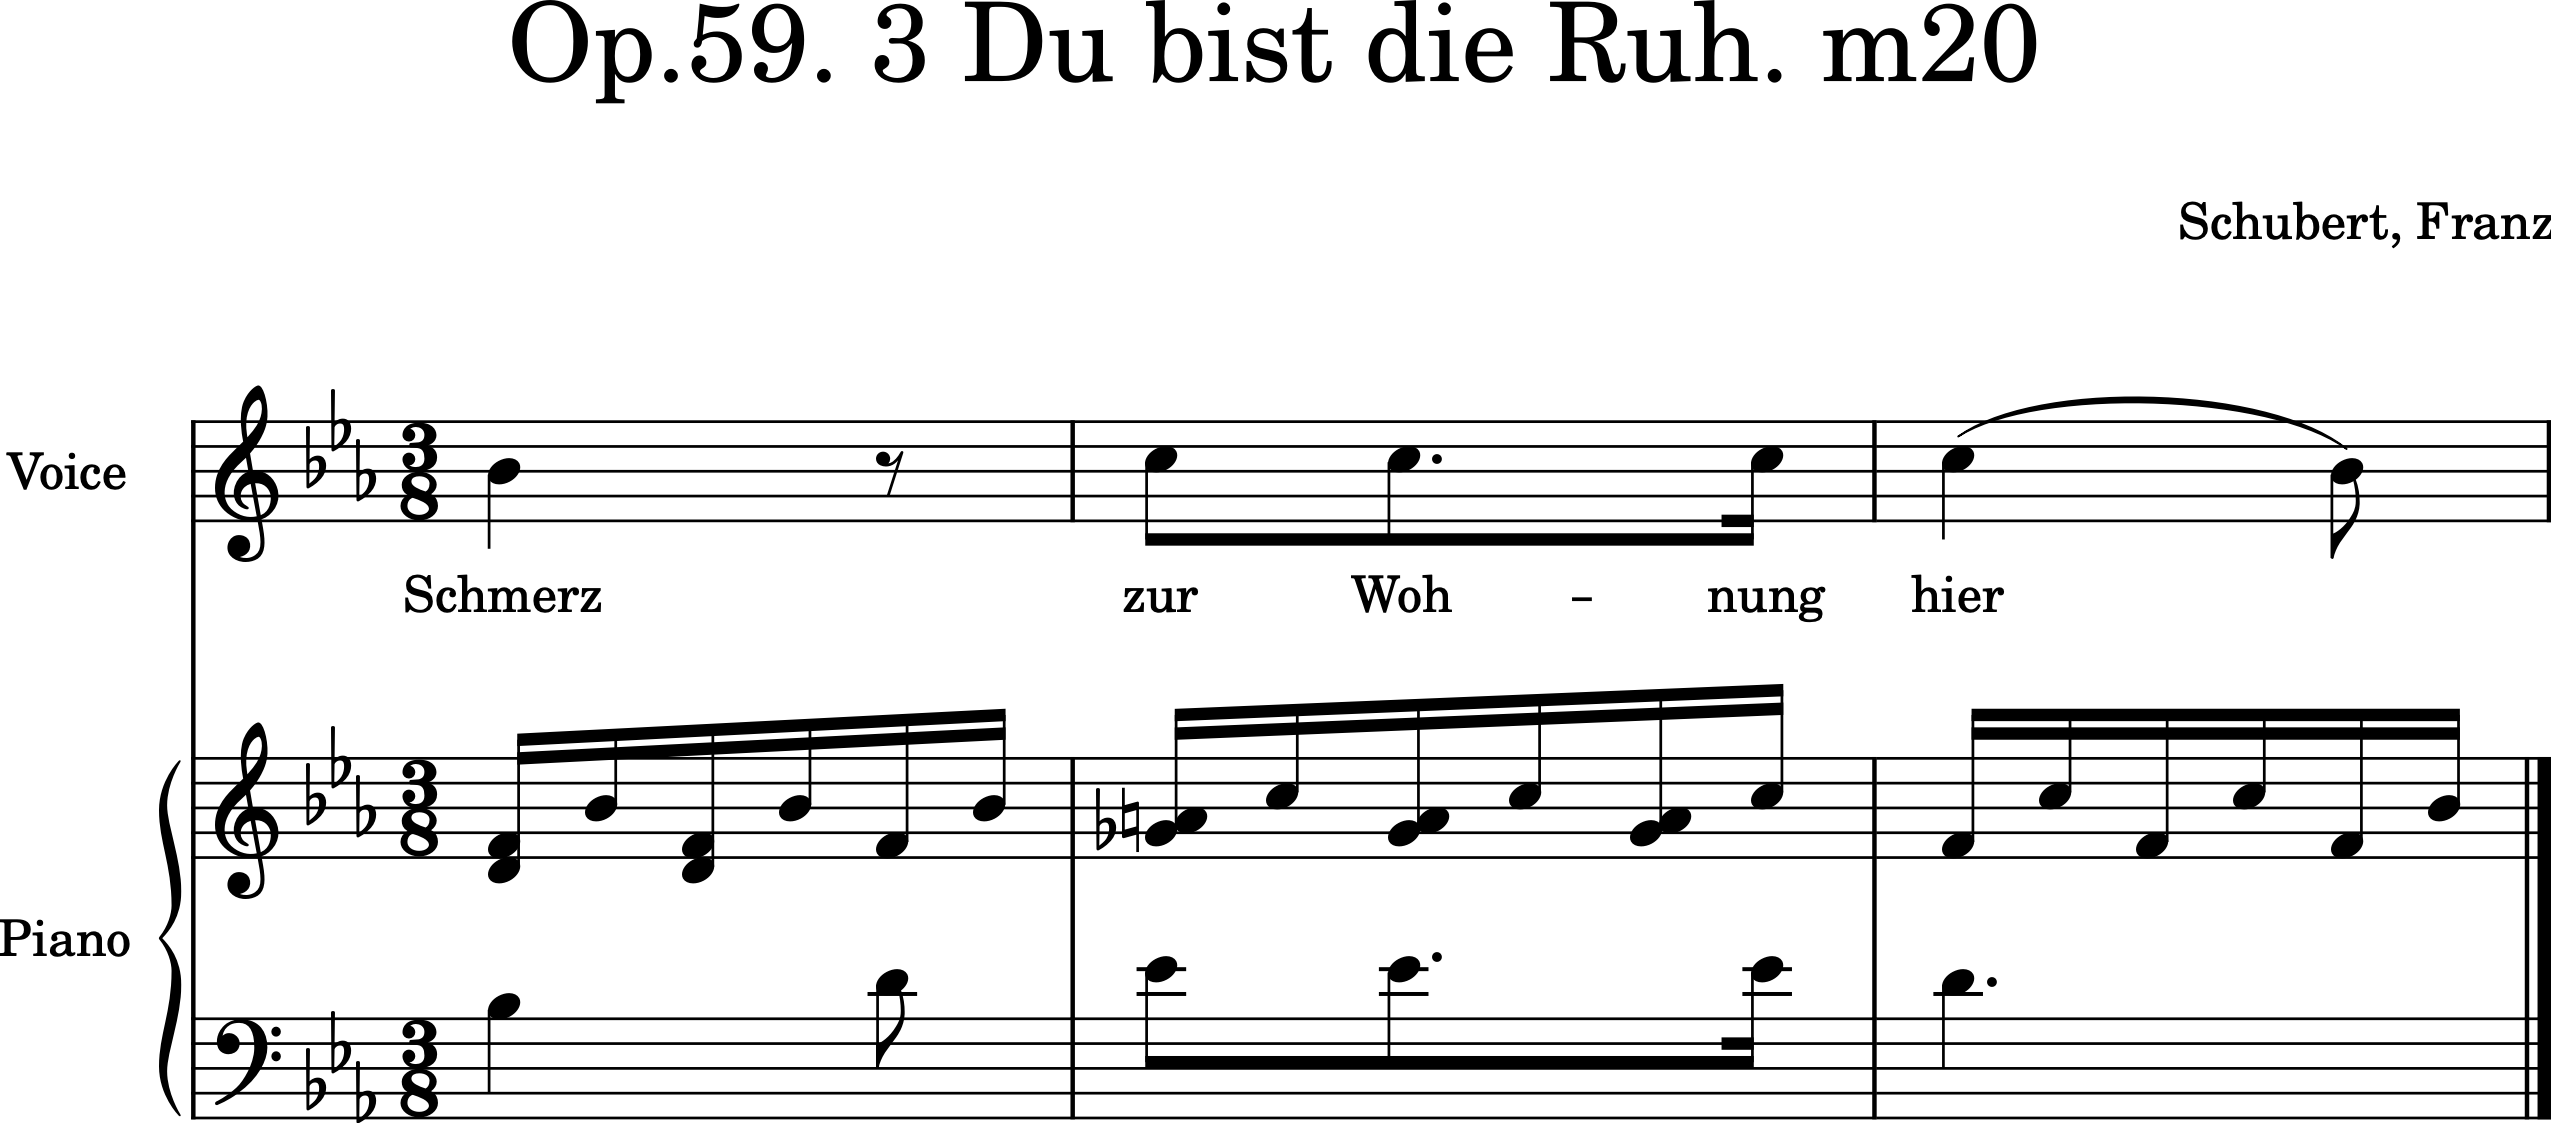 Op.59. 3 Du bist die Ruh. m20
Schubert, Franz
Voice
Schmerz zur Woh - nung hier
Piano